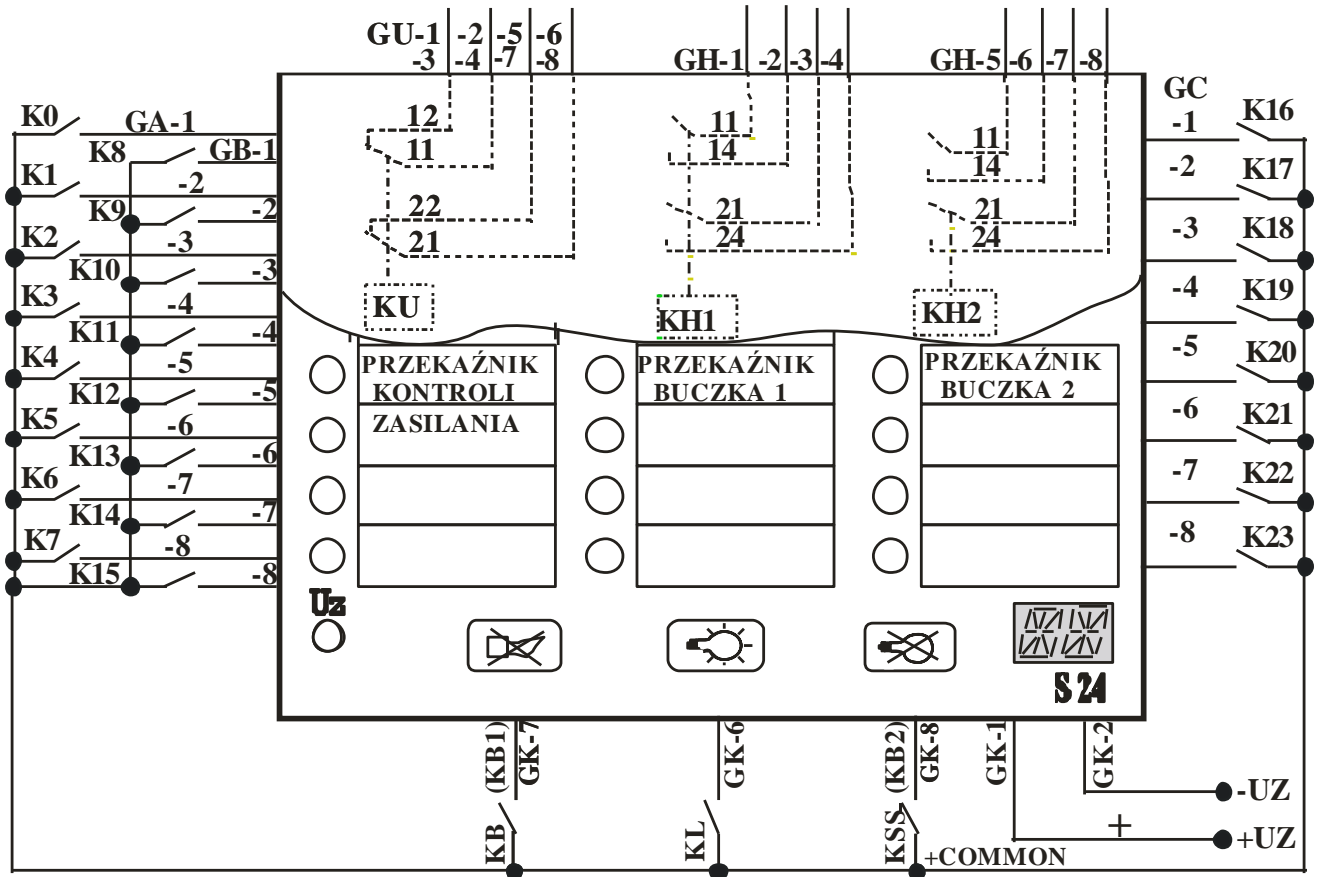 GU-1 -2 -5 -6
-3 -4 -7 -8
GH-1 -2 -3 -4
GH-5 -6 -7 -8
GC
K0 GA-1
K8 GB-1
K1 -2
K9 -2
K2 -3
K10 -3
K3 -4
K11 -4
K4 -5
K12 -5
K5 -6
K13 -6
K6 -7
K14 -7
K7 -8
K15 -8
12
11
22
21
KU
11
14
21
24
KH1
11
14
21
24
KH2
-1 K16
-2 K17
-3 K18
-4 K19
-5 K20
-6 K21
-7 K22
-8 K23
PRZEKAŹNIK
KONTROLI
ZASILANIA
PRZEKAŹNIK
BUCZKA 1
PRZEKAŹNIK
BUCZKA 2
Uz
S 24
(KB1)
GK-7
GK-6
(KB2)
GK-8
GK-1
GK-2
KB
KL
KSS
-UZ
+
+UZ
+COMMON